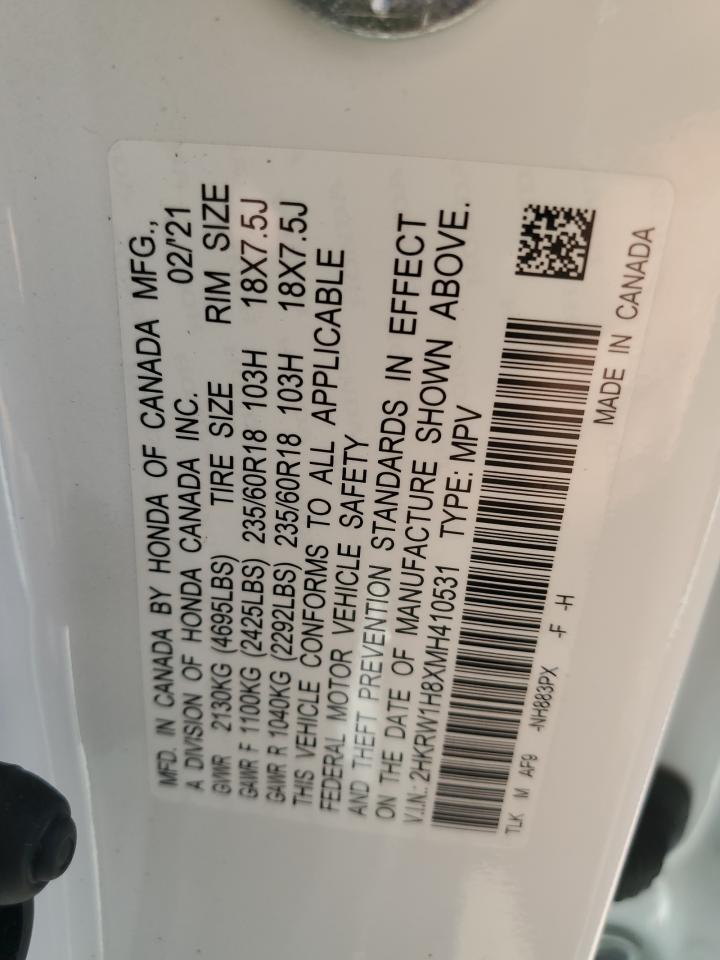 MFD. IN CANADA BY HONDA OF CANADA MFG.,
A DIVISION OF HONDA CANADA INC. 02/'21
GVWR 2130KG (4695LBS) TIRE SIZE RIM SIZE
GAWR F 1100KG (2425LBS) 235/60R18 103H 18X7.5J
GAWR R 1040KG (2292LBS) 235/60R18 103H 18X7.5J
THIS VEHICLE CONFORMS TO ALL APPLICABLE
FEDERAL MOTOR VEHICLE SAFETY
AND THEFT PREVENTION STANDARDS IN EFFECT
ON THE DATE OF MANUFACTURE SHOWN ABOVE.
V.I.N.: 2HKRW1H8XMH410531 TYPE: MPV
TLK M AF9 -NH883PX -F -H
MADE IN CANADA